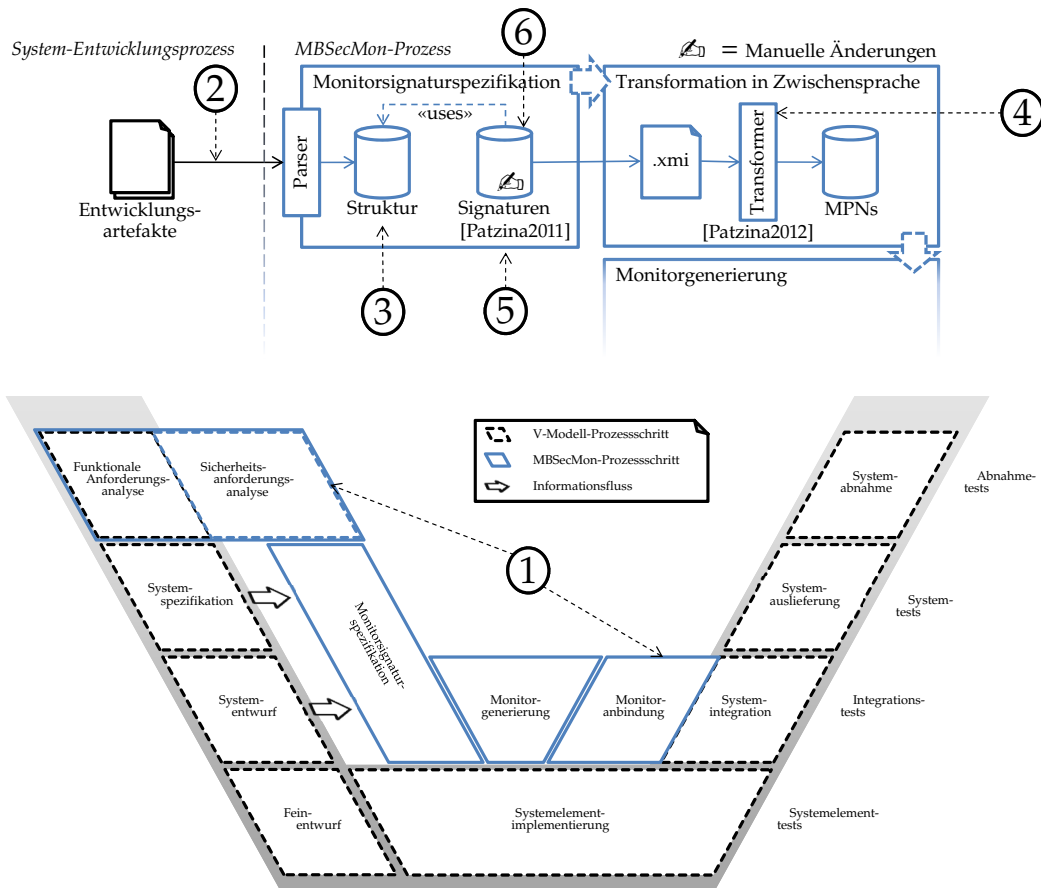 System-Entwicklungsprozess
MBSecMon-Prozess
6
= Manuelle Änderungen
2
Monitorsignaturspezifikation
Transformation in Zwischensprache
«uses»
4
Parser
.xmi
Transformer
Entwicklungs-
artefakte
Struktur
Signaturen
[Patzina2011]
MPNs
[Patzina2012]
Monitorgenerierung
3
5
V-Modell-Prozessschritt
MBSecMon-Prozessschritt
Informationsfluss
Funktionale
Anforderungs-
analyse
Sicherheits-
anforderungs-
analyse
System-
abnahme
Abnahme-
tests
1
System-
spezifikation
Monitorsignatur-
spezifikation
System-
auslieferung
System-
tests
System-
entwurf
Monitor-
generierung
Monitor-
anbindung
System-
integration
Integrations-
tests
Fein-
entwurf
Systemelement-
implementierung
Systemelement-
tests